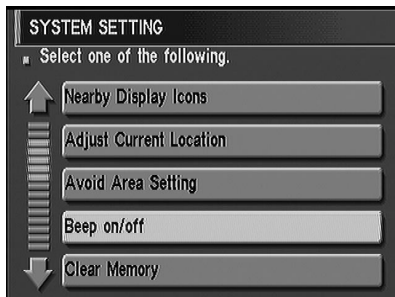 SYSTEM SETTING
Select one of the following.
Nearby Display Icons
Adjust Current Location
Avoid Area Setting
Beep on/off
Clear Memory